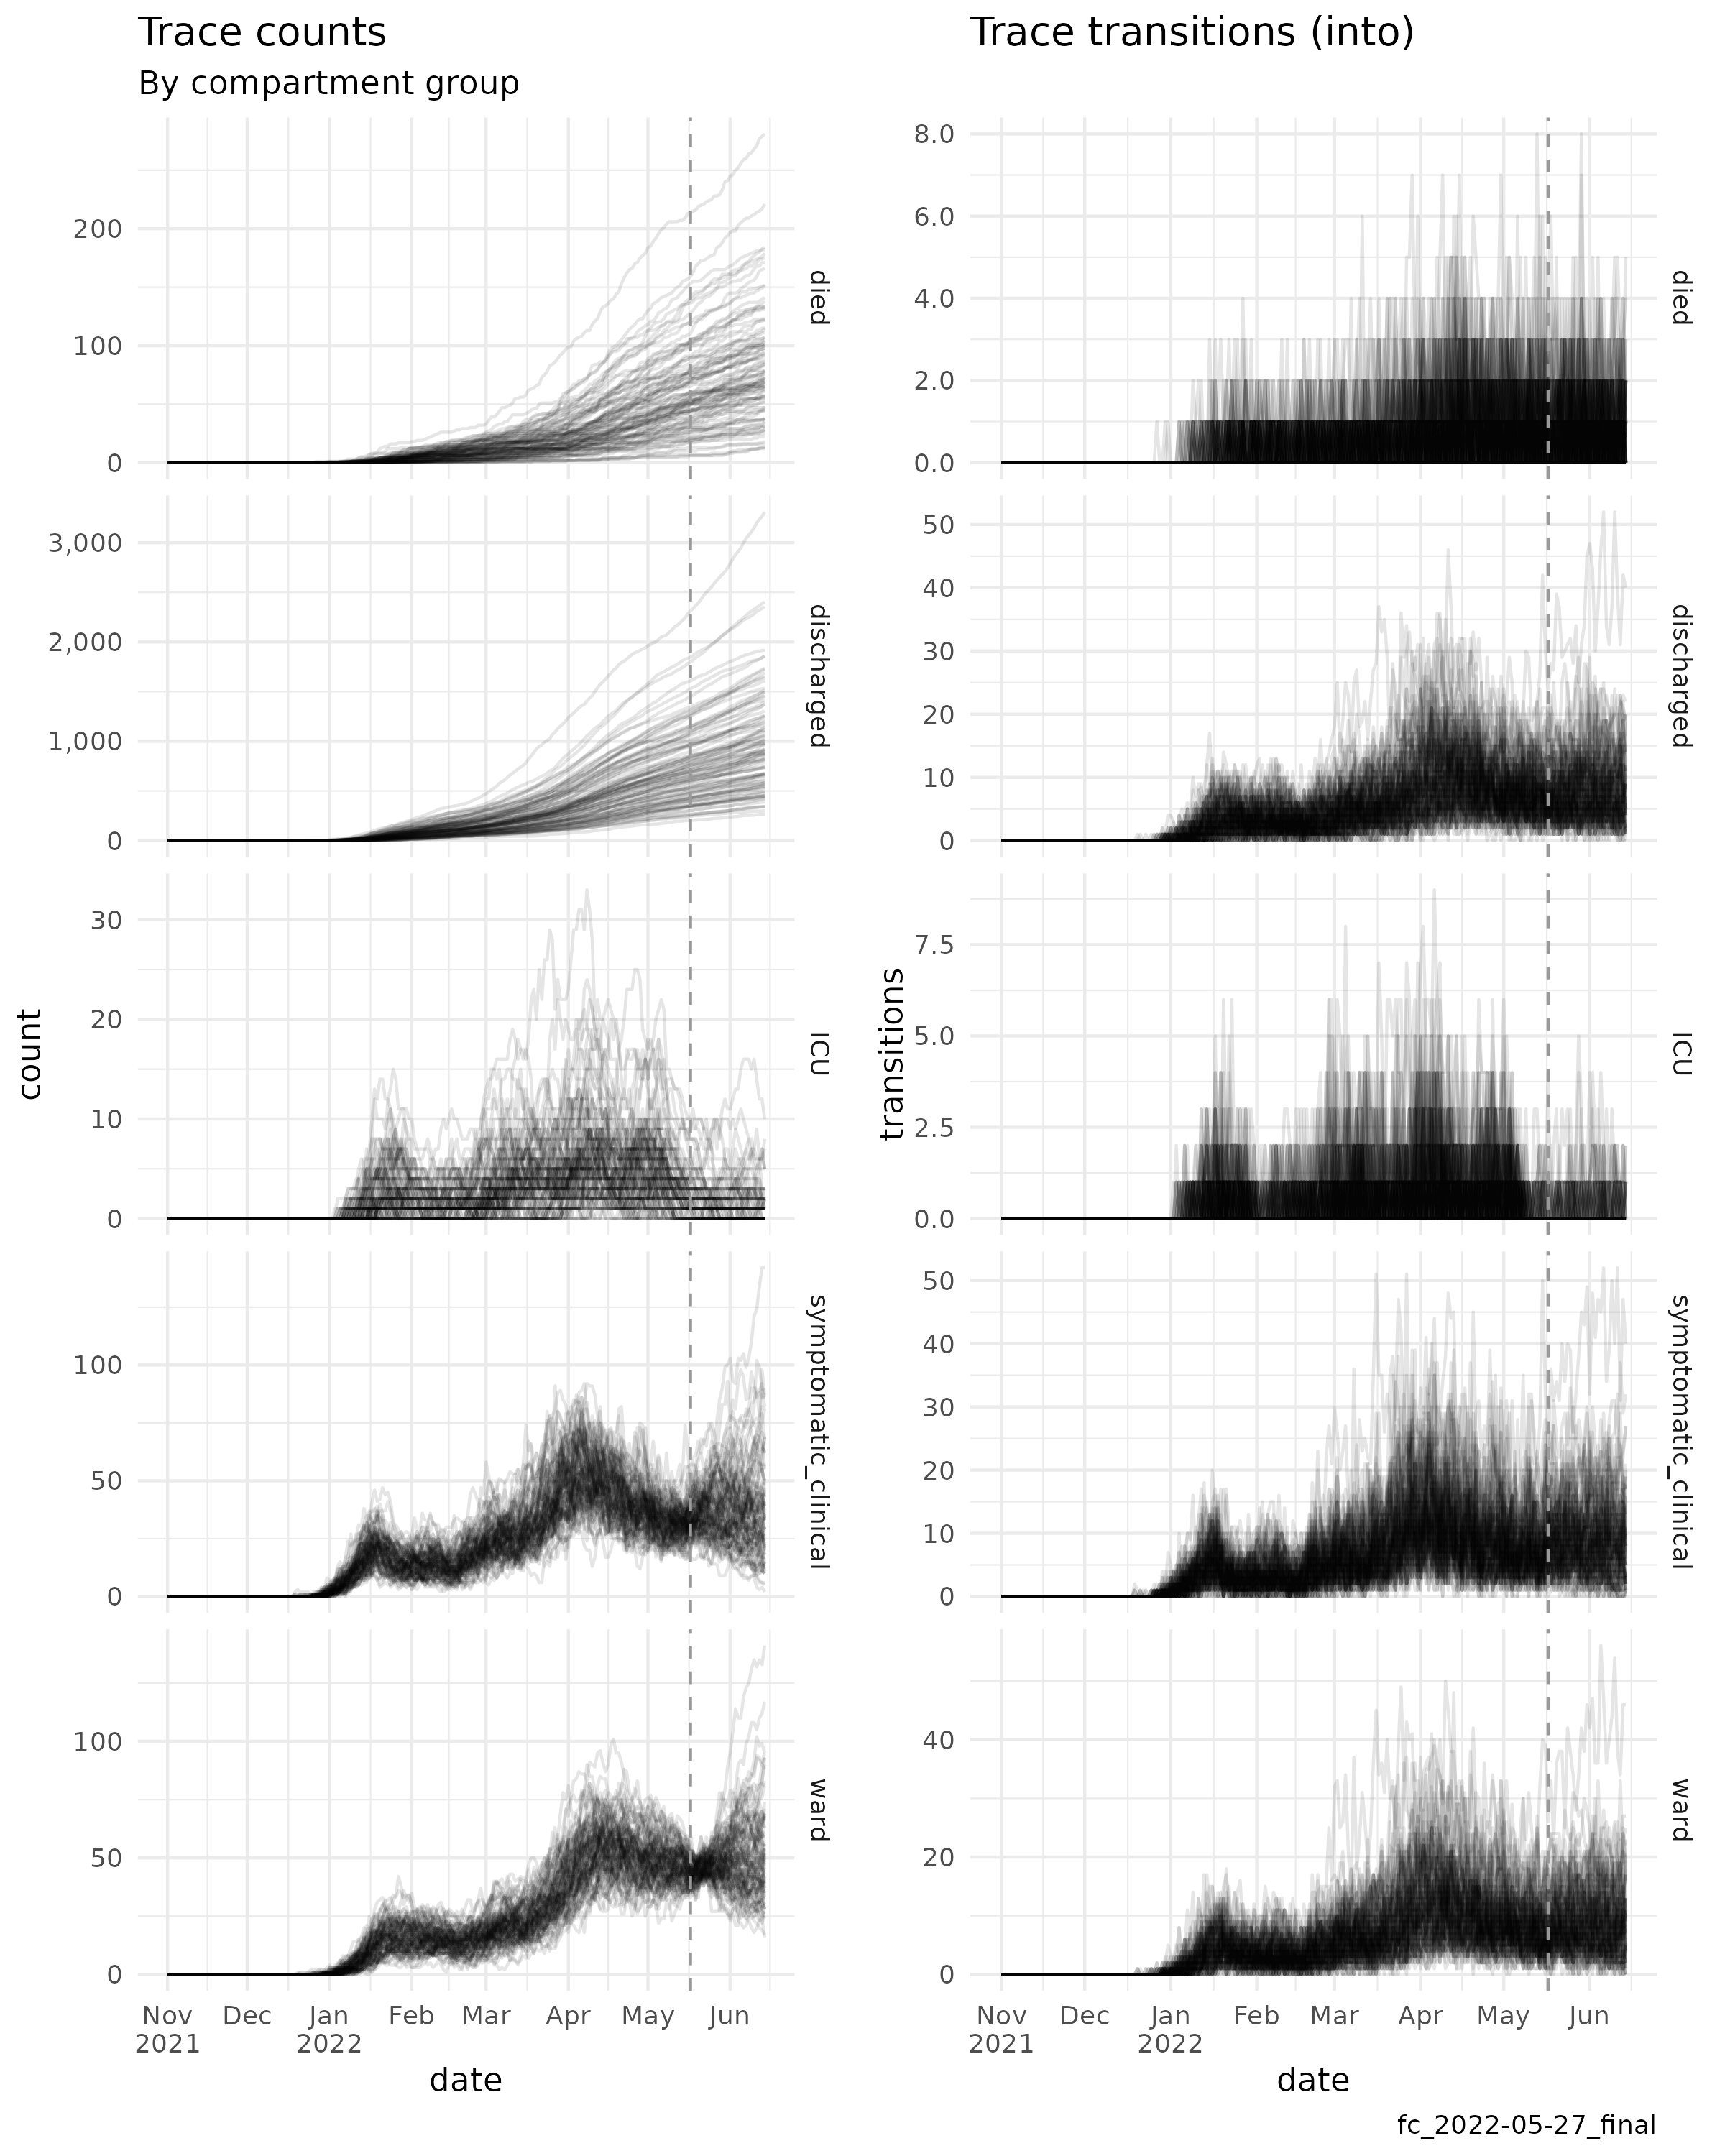 Trace counts
By compartment group
count
200
100
0
died
3,000
2,000
1,000
0
discharged
30
20
10
0
ICU
100
50
0
symptomatic_clinical
100
50
0
ward
Nov Dec Jan Feb Mar Apr May Jun
2021 2022
date
Trace transitions (into)
transitions
8.0
6.0
4.0
2.0
0.0
died
50
40
30
20
10
0
discharged
7.5
5.0
2.5
0.0
ICU
50
40
30
20
10
0
symptomatic_clinical
40
20
0
ward
Nov Dec Jan Feb Mar Apr May Jun
2021 2022
date
fc_2022-05-27_final